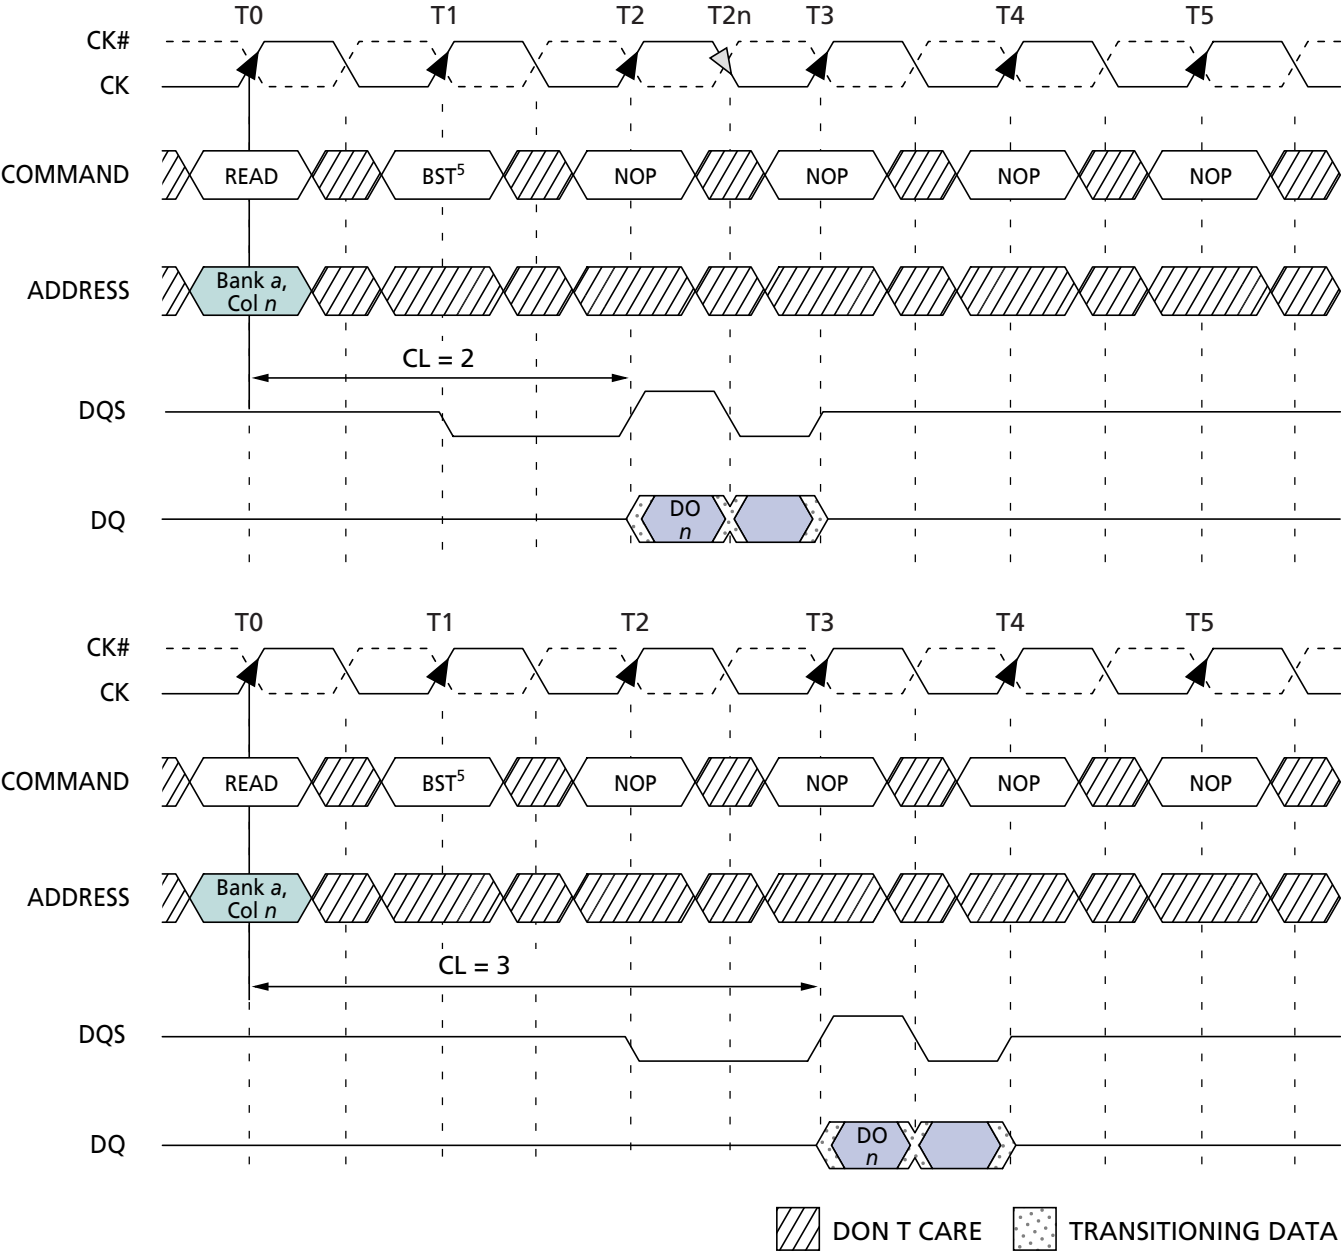 T0 T1 T2 T2n T3 T4 T5
CK#
CK
COMMAND READ BST5 NOP NOP NOP NOP
ADDRESS Bank a,
Col n
CL = 2
DQS
DQ DO
n
T0 T1 T2 T3 T4 T5
CK#
CK
COMMAND READ BST5 NOP NOP NOP NOP
ADDRESS Bank a,
Col n
CL = 3
DQS
DQ DO
n
DON T CARE TRANSITIONING DATA